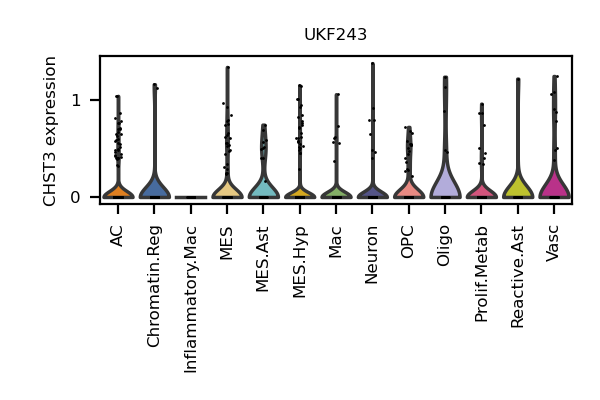 UKF243
CHST3 expression
1
0
AC
Chromatin.Reg
Inflammatory.Mac
MES
MES.Ast
MES.Hyp
Mac
Neuron
OPC
Oligo
Prolif.Metab
Reactive.Ast
Vasc